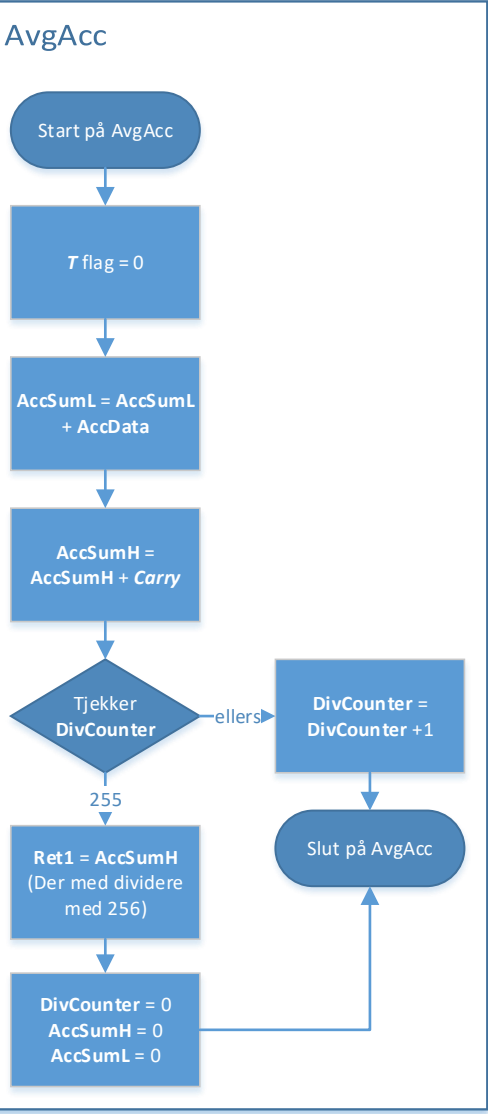 AvgAcc
Start på AvgAcc
T flag = 0
AccSumL = AccSumL
+ AccData
AccSumH =
AccSumH + Carry
Tjekker
DivCounter
ellers
DivCounter =
DivCounter +1
255
Ret1 = AccSumH
(Der med dividere
med 256)
Slut på AvgAcc
DivCounter = 0
AccSumH = 0
AccSumL = 0